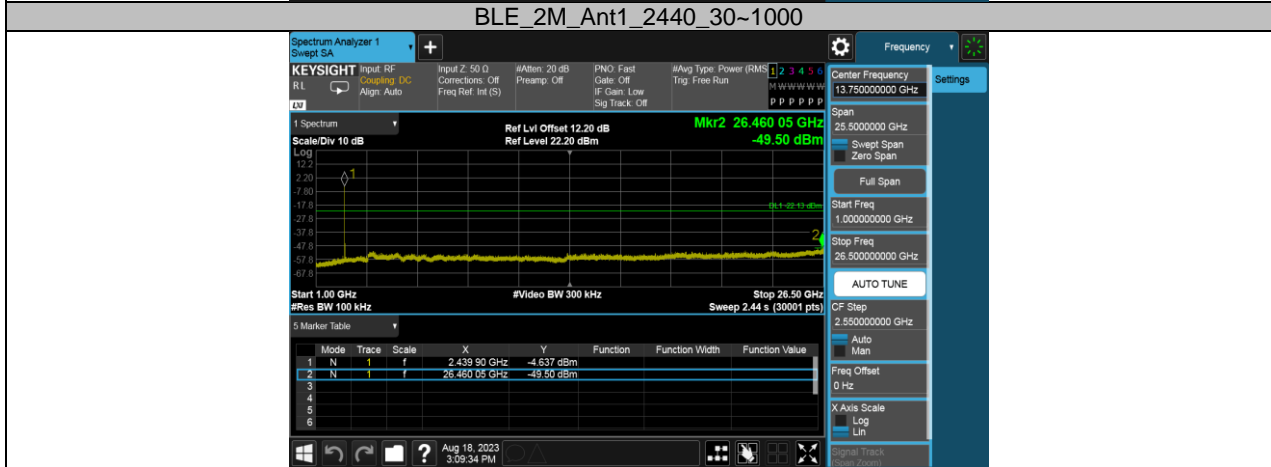 BLE_2M_Ant1_2440_30~1000
Spectrum Analyzer 1
Swept SA
+
Frequency
KEYSIGHT
RL
LXI
Input: RF
Coupling: DC
Align: Auto
Input Z: 50 Ω
Corrections: Off
Freq Ref: Int (S)
#Atten: 20 dB
Preamp: Off
PNO: Fast
Gate: Off
IF Gain: Low
Sig Track: Off
#Avg Type: Power (RMS
Trig: Free Run
1 2 3 4 5 6
M W W W W W
P P P P P P
Center Frequency
13.750000000 GHz
Settings
Span
25.5000000 GHz
Swept Span
Zero Span
Full Span
Start Freq
1.000000000 GHz
Stop Freq
26.500000000 GHz
AUTO TUNE
CF Step
2.550000000 GHz
Auto
Man
Freq Offset
0 Hz
X Axis Scale
Log
Lin
Signal Track
(Span Zoom)
1 Spectrum
Scale/Div 10 dB
Ref Lvl Offset 12.20 dB
Ref Level 22.20 dBm
Mkr2 26.460 05 GHz
-49.50 dBm
Log
12.2
2.20
-7.80
-17.8
-27.8
-37.8
-47.8
-57.8
-67.8
1
DL1 -22.13 dBm
2
Start 1.00 GHz
#Video BW 300 kHz
Stop 26.50 GHz
#Res BW 100 kHz
Sweep 2.44 s (30001 pts)
5 Marker Table
Mode Trace Scale X Y Function Function Width Function Value
1 N 1 f 2.439 90 GHz -4.637 dBm
2 N 1 f 26.460 05 GHz -49.50 dBm
3
4
5
6
?
Aug 18, 2023
3:09:34 PM